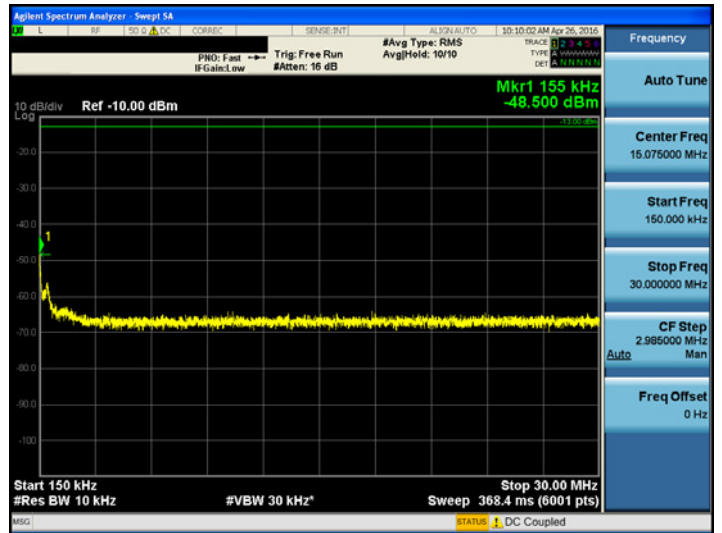 Agilent Spectrum Analyzer - Swept SA
L RF 50 Ω DC CORREC SENSE:INT ALIGN AUTO 10:10:02 AM Apr 26, 2016
Frequency
PNO: Fast
IFGain:Low
Trig: Free Run
#Atten: 16 dB
#Avg Type: RMS
Avg|Hold: 10/10
TRACE 1 2 3 4 5 6
TYPE A WWWWW
DET A N N N N N
Auto Tune
Mkr1 155 kHz
-48.500 dBm
10 dB/div Ref -10.00 dBm
Log
-13.00 dBm
Center Freq
15.075000 MHz
-20.0
-30.0
Start Freq
150.000 kHz
-40.0
1
-50.0
Stop Freq
30.000000 MHz
-60.0
-70.0
CF Step
2.985000 MHz
Auto Man
-80.0
-90.0
Freq Offset
0 Hz
-100
Start 150 kHz Stop 30.00 MHz
#Res BW 10 kHz #VBW 30 kHz* Sweep 368.4 ms (6001 pts)
MSG STATUS DC Coupled